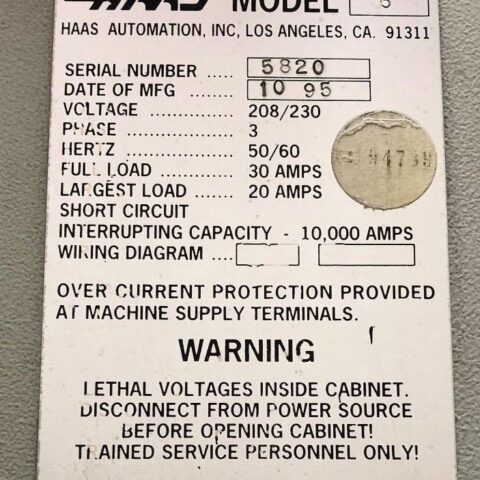 HAAS MODEL
HAAS AUTOMATION, INC, LOS ANGELES, CA. 91311
SERIAL NUMBER ..... 5820
DATE OF MFG ........ 10 95
VOLTAGE ............. 208/230
PHASE ................ 3
HERTZ ................ 50/60
FULL LOAD ........... 30 AMPS
LARGEST LOAD ....... 20 AMPS
SHORT CIRCUIT
INTERRUPTING CAPACITY - 10,000 AMPS
WIRING DIAGRAM ....
OVER CURRENT PROTECTION PROVIDED
AT MACHINE SUPPLY TERMINALS.
WARNING
LETHAL VOLTAGES INSIDE CABINET.
DISCONNECT FROM POWER SOURCE
BEFORE OPENING CABINET!
TRAINED SERVICE PERSONNEL ONLY!